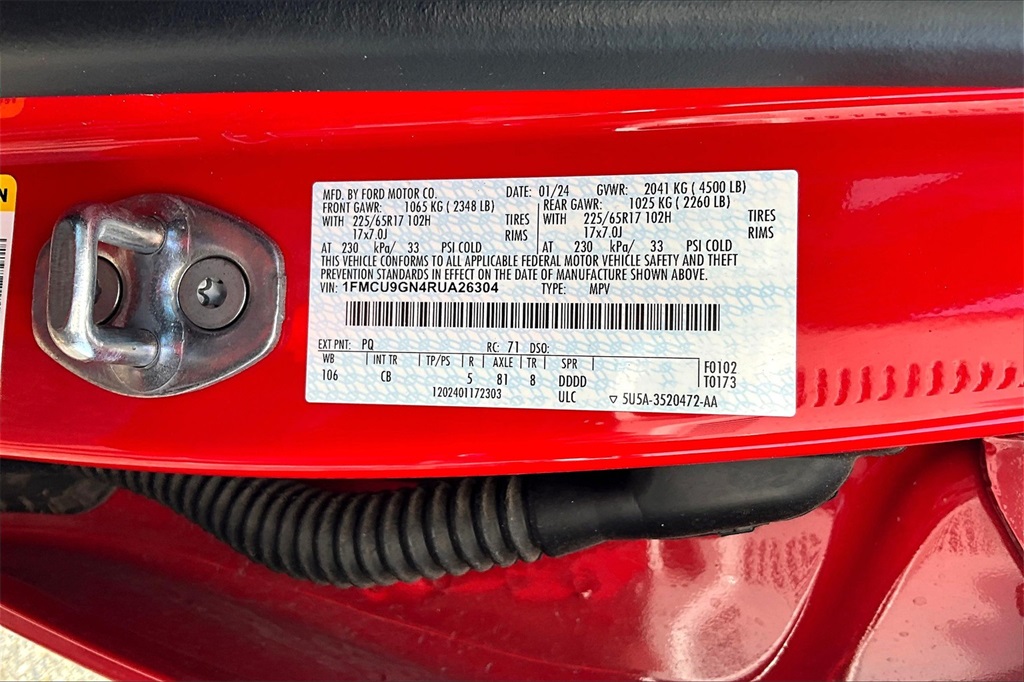 MFD. BY FORD MOTOR CO. DATE: 01/24 GVWR: 2041 KG ( 4500 LB)
FRONT GAWR: 1065 KG ( 2348 LB) REAR GAWR: 1025 KG ( 2260 LB)
WITH 225/65R17 102H TIRES WITH 225/65R17 102H TIRES
17x7.0J RIMS 17x7.0J RIMS
AT 230 kPa/ 33 PSI COLD AT 230 kPa/ 33 PSI COLD
THIS VEHICLE CONFORMS TO ALL APPLICABLE FEDERAL MOTOR VEHICLE SAFETY AND THEFT
PREVENTION STANDARDS IN EFFECT ON THE DATE OF MANUFACTURE SHOWN ABOVE.
VIN: 1FMCU9GN4RUA26304 TYPE: MPV
EXT PNT: PQ RC: 71 DSO:
WB INT TR TP/PS R AXLE TR SPR F0102
106 CB 5 81 8 DDDD T0173
1202401172303 ULC ▽ 5U5A-3520472-AA